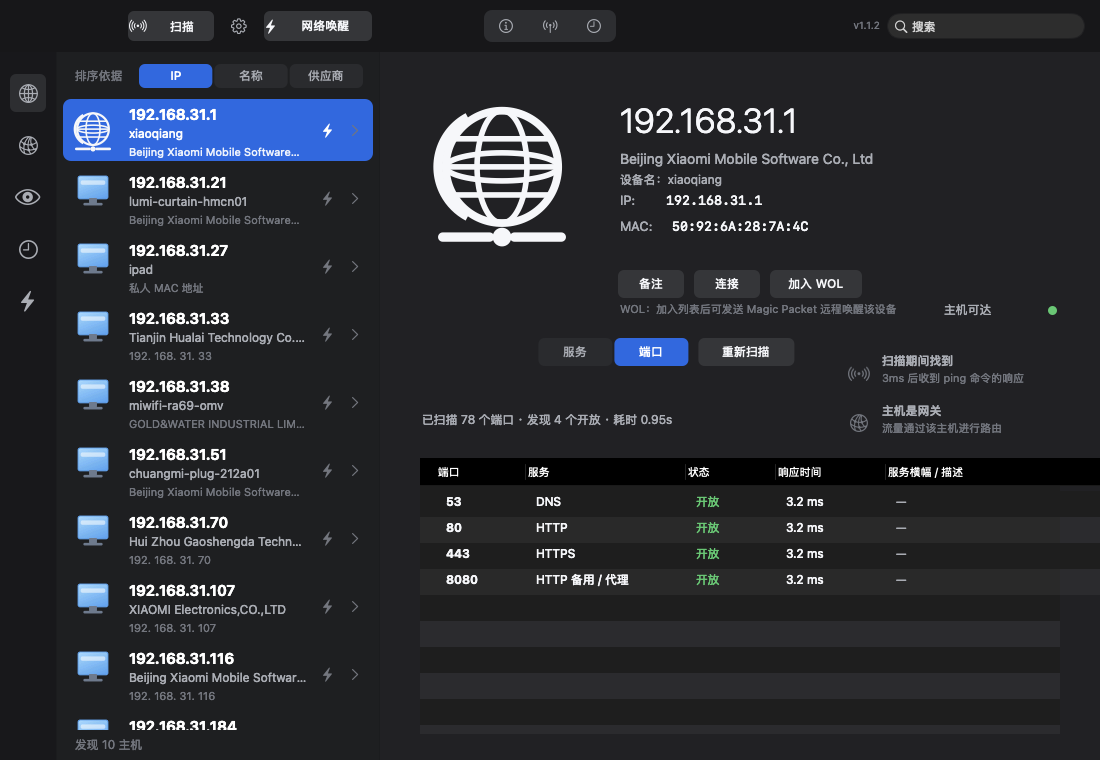 扫描
网络唤醒
v1.1.2
搜索
排序依据
IP
名称
供应商
192.168.31.1
xiaoqiang
Beijing Xiaomi Mobile Software...
192.168.31.21
lumi-curtain-hmcn01
Beijing Xiaomi Mobile Software...
192.168.31.27
ipad
私人 MAC 地址
192.168.31.33
Tianjin Hualai Technology Co....
192. 168. 31. 33
192.168.31.38
miwifi-ra69-omv
GOLD&WATER INDUSTRIAL LIM...
192.168.31.51
chuangmi-plug-212a01
Beijing Xiaomi Mobile Software...
192.168.31.70
Hui Zhou Gaoshengda Techn...
192. 168. 31. 70
192.168.31.107
XIAOMI Electronics,CO.,LTD
192. 168. 31. 107
192.168.31.116
Beijing Xiaomi Mobile Softwar...
192. 168. 31. 116
192.168.31.184
发现 10 主机
192.168.31.1
Beijing Xiaomi Mobile Software Co., Ltd
设备名: xiaoqiang
IP: 192.168.31.1
MAC: 50:92:6A:28:7A:4C
备注
连接
加入 WOL
WOL：加入列表后可发送 Magic Packet 远程唤醒该设备
主机可达
服务
端口
重新扫描
扫描期间找到
3ms 后收到 ping 命令的响应
主机是网关
流量通过该主机进行路由
已扫描 78 个端口 · 发现 4 个开放 · 耗时 0.95s
端口 服务 状态 响应时间 服务横幅 / 描述
53 DNS 开放 3.2 ms —
80 HTTP 开放 3.2 ms —
443 HTTPS 开放 3.2 ms —
8080 HTTP 备用 / 代理 开放 3.2 ms —